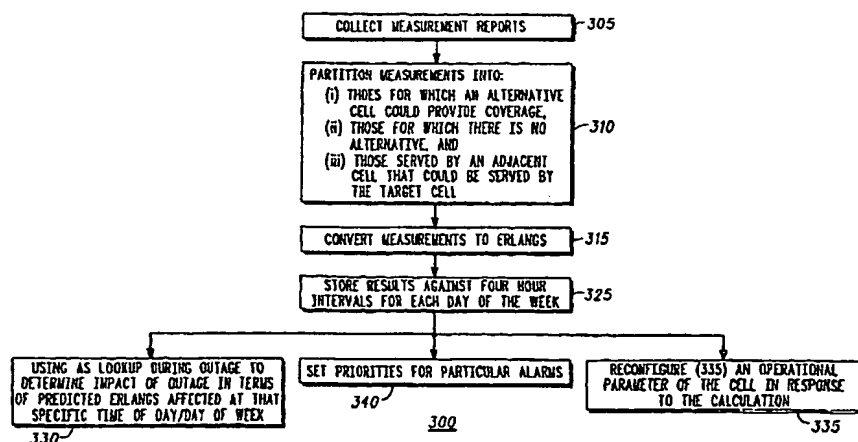 COLLECT MEASUREMENT REPORTS
305
PARTITION MEASUREMENTS INTO:
(i) THOES FOR WHICH AN ALTERNATIVE
CELL COULD PROVIDE COVERAGE,
(ii) THOSE FOR WHICH THERE IS NO
ALTERNATIVE, AND
(iii) THOSE SERVED BY AN ADJACENT
CELL THAT COULD BE SERVED BY
THE TARGET CELL
310
CONVERT MEASUREMENTS TO ERLANGS
315
STORE RESULTS AGAINST FOUR HOUR
INTERVALS FOR EACH DAY OF THE WEEK
325
USING AS LOOKUP DURING OUTAGE TO
DETERMINE IMPACT OF OUTAGE IN TERMS
OF PREDICTED ERLANGS AFFECTED AT THAT
SPECIFIC TIME OF DAY/DAY OF WEEK
330
SET PRIORITIES FOR PARTICULAR ALARMS
340
RECONFIGURE (335) AN OPERATIONAL
PARAMETER OF THE CELL IN RESPONSE
TO THE CALCULATION
335
300